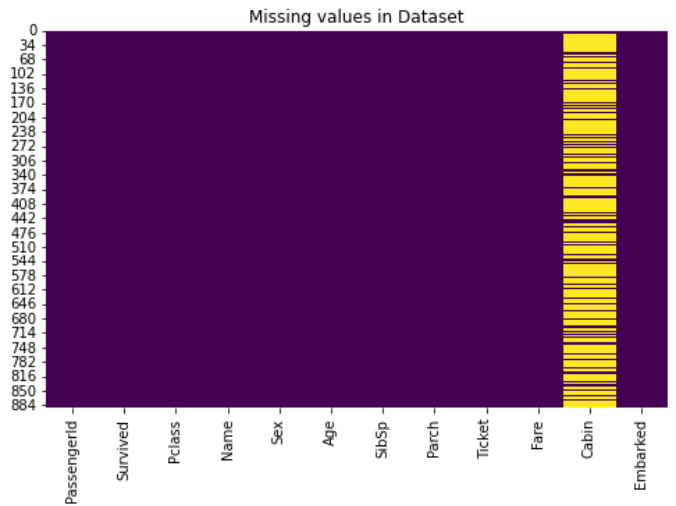 Missing values in Dataset
0
34
68
102
136
170
204
238
272
306
340
374
408
442
476
510
544
578
612
646
680
714
748
782
816
850
884
PassengerId
Survived
Pclass
Name
Sex
Age
SibSp
Parch
Ticket
Fare
Cabin
Embarked